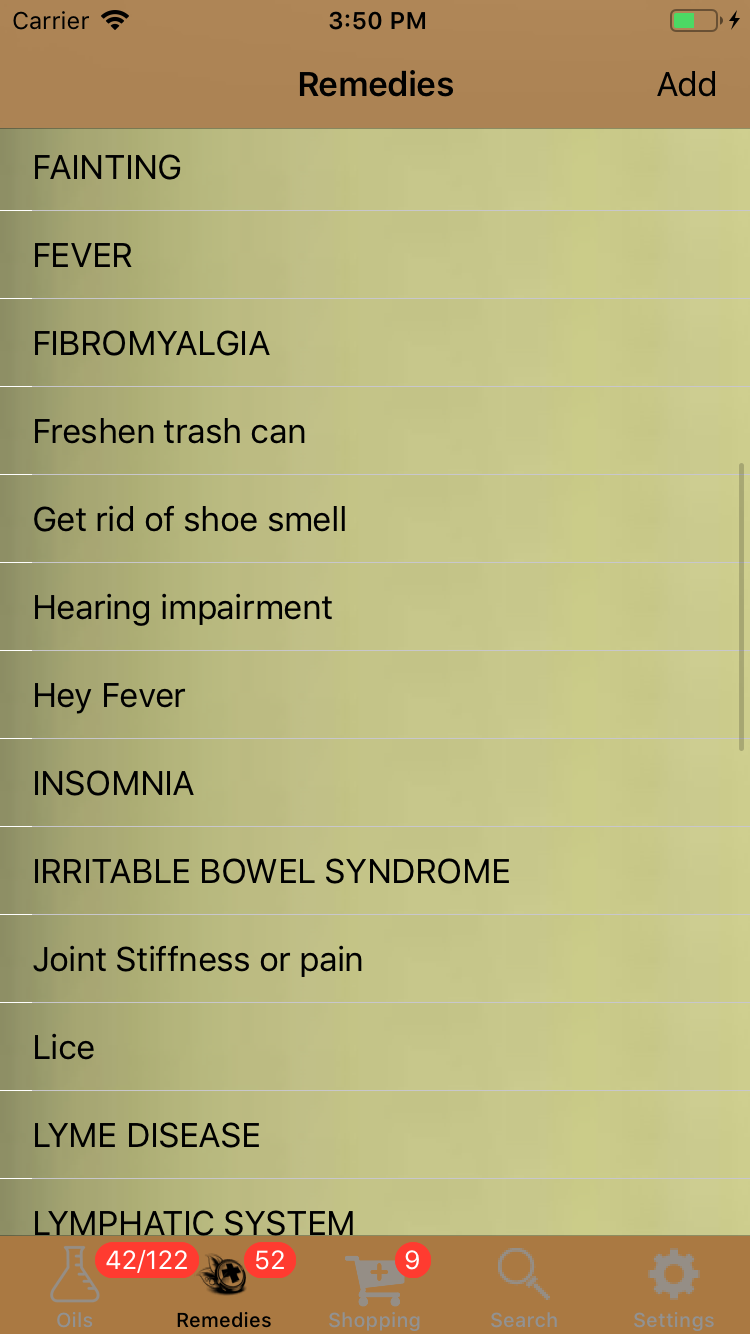 Carrier 3:50 PM
Remedies Add
FAINTING
FEVER
FIBROMYALGIA
Freshen trash can
Get rid of shoe smell
Hearing impairment
Hey Fever
INSOMNIA
IRRITABLE BOWEL SYNDROME
Joint Stiffness or pain
Lice
LYME DISEASE
LYMPHATIC SYSTEM
42/122 52 9
Oils Remedies Shopping Search Settings